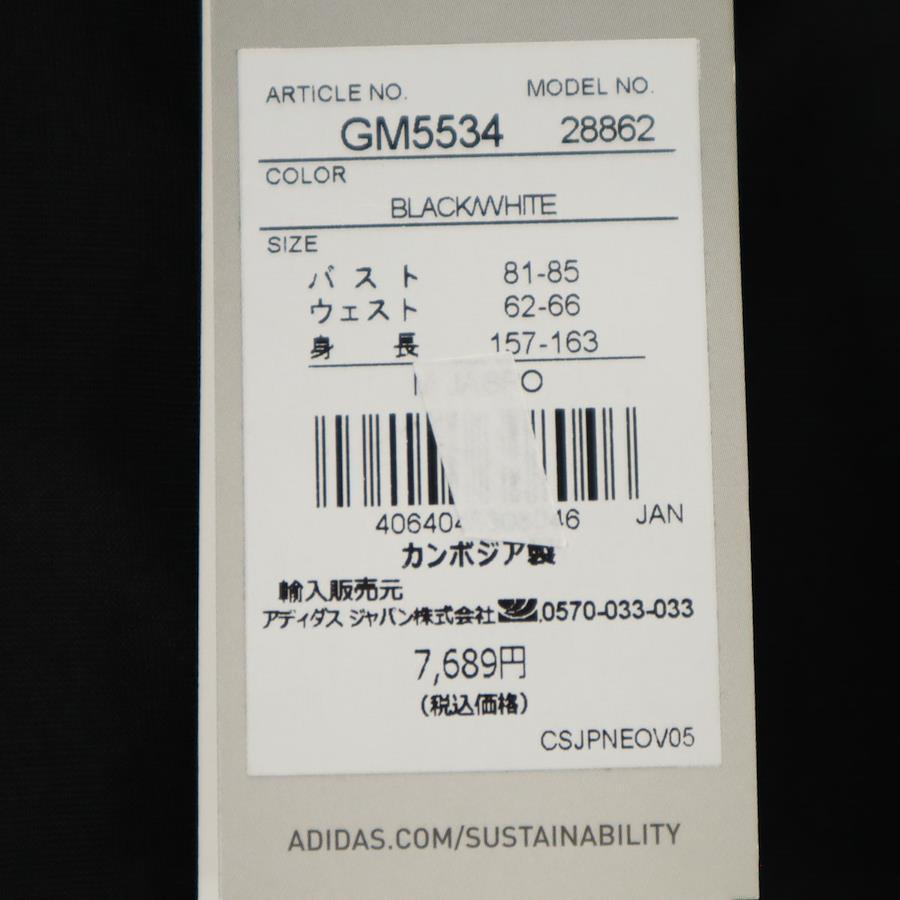 ARTICLE NO. MODEL NO.
GM5534 28862
COLOR
BLACK/WHITE
SIZE
バスト 81-85
ウェスト 62-66
身長 157-163
O
406404 46 JAN
カンボジア製
輸入販売元
アディダス ジャパン株式会社 0570-033-033
7,689円
(税込価格)
CSJPNEOV05
ADIDAS.COM/SUSTAINABILITY